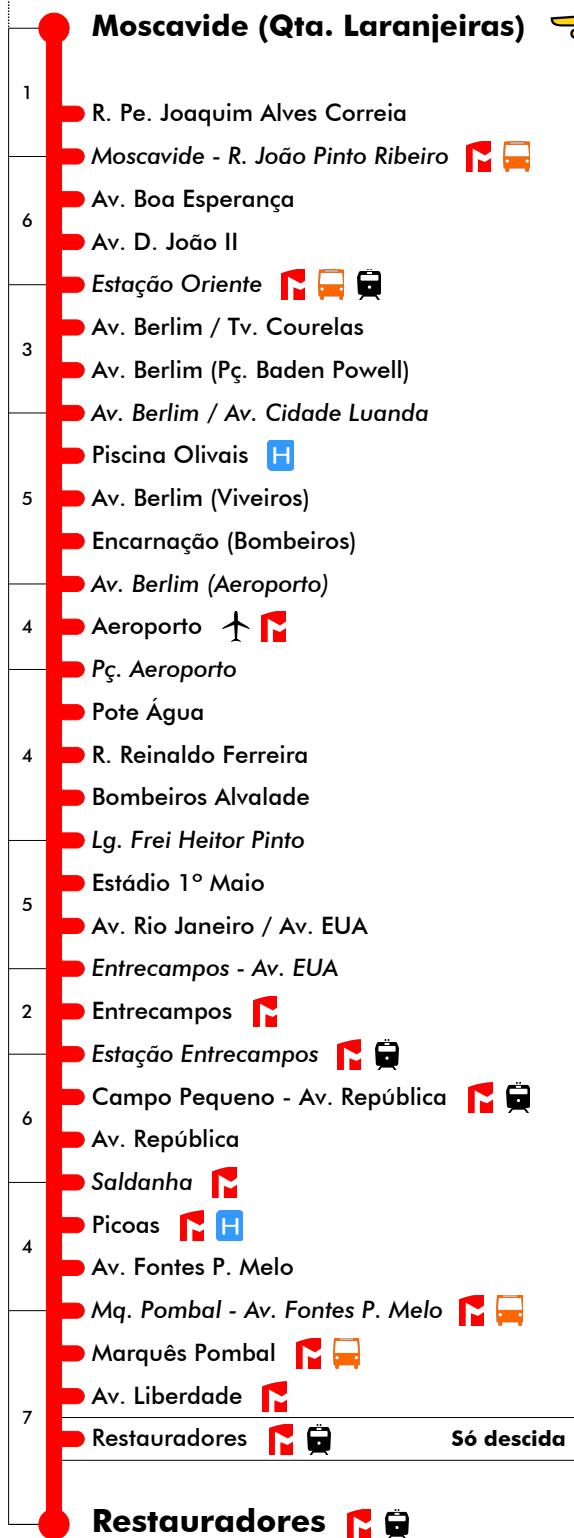 Moscavide (Qta. Laranjeiras)
1
R. Pe. Joaquim Alves Correia
Moscavide - R. João Pinto Ribeiro
Av. Boa Esperança
6
Av. D. João II
Estação Oriente
Av. Berlim / Tv. Courelas
3
Av. Berlim (Pç. Baden Powell)
Av. Berlim / Av. Cidade Luanda
Piscina Olivais H
5
Av. Berlim (Viveiros)
Encarnação (Bombeiros)
Av. Berlim (Aeroporto)
4
Aeroporto
Pç. Aeroporto
Pote Água
4
R. Reinaldo Ferreira
Bombeiros Alvalade
Lg. Frei Heitor Pinto
Estádio 1º Maio
5
Av. Rio Janeiro / Av. EUA
Entrecampos - Av. EUA
2
Entrecampos
Estação Entrecampos
Campo Pequeno - Av. República
6
Av. República
Saldanha
Picoas H
4
Av. Fontes P. Melo
Mq. Pombal - Av. Fontes P. Melo
Marquês Pombal
Av. Liberdade
7
Restauradores Só descida
Restauradores